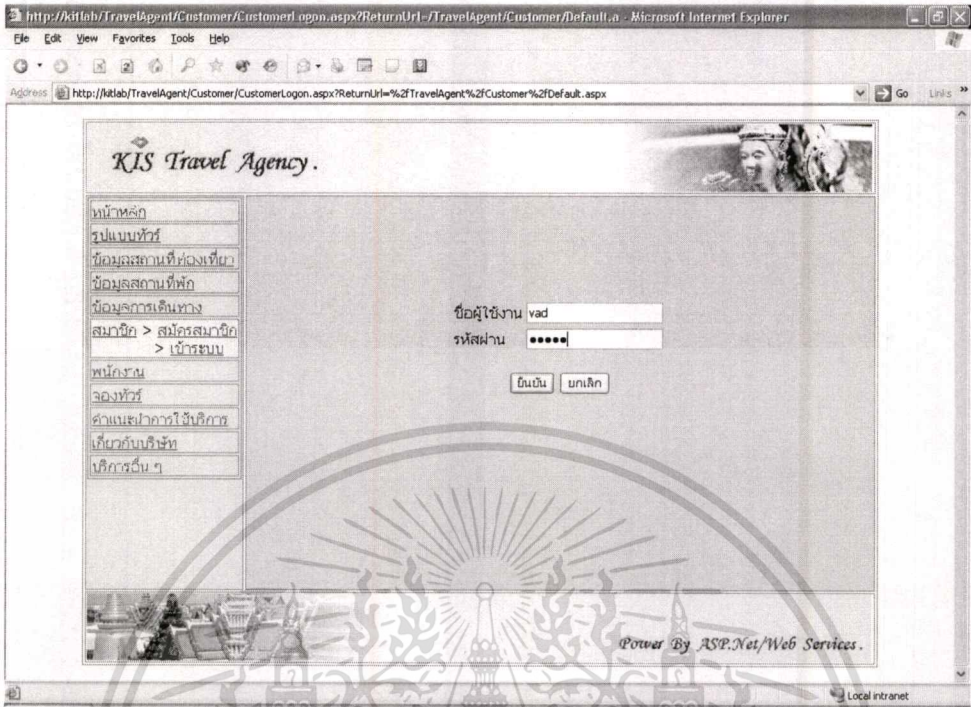 http://kitlab/TravelAgent/Customer/CustomerLogon.aspx?ReturnUrl=/TravelAgent/Customer/Default.a - Microsoft Internet Explorer
File Edit View Favorites Tools Help
Address http://kitlab/TravelAgent/Customer/CustomerLogon.aspx?ReturnUrl=%2fTravelAgent%2fCustomer%2fDefault.aspx Go Links »
KIS Travel Agency.
หน้าหลัก
รูปแบบทัวร์
ข้อมูลสถานที่ท่องเที่ยว
ข้อมูลสถานที่พัก
ข้อมูลการเดินทาง
สมาชิก > สมัครสมาชิก
> เข้าระบบ
พนักงาน
จองทัวร์
คำแนะนำการใช้บริการ
เกี่ยวกับบริษัท
บริการอื่น ๆ
ชื่อผู้ใช้งาน vad
รหัสผ่าน •••••
ยืนยัน ยกเลิก
Power By ASP.Net/Web Services.
Local intranet